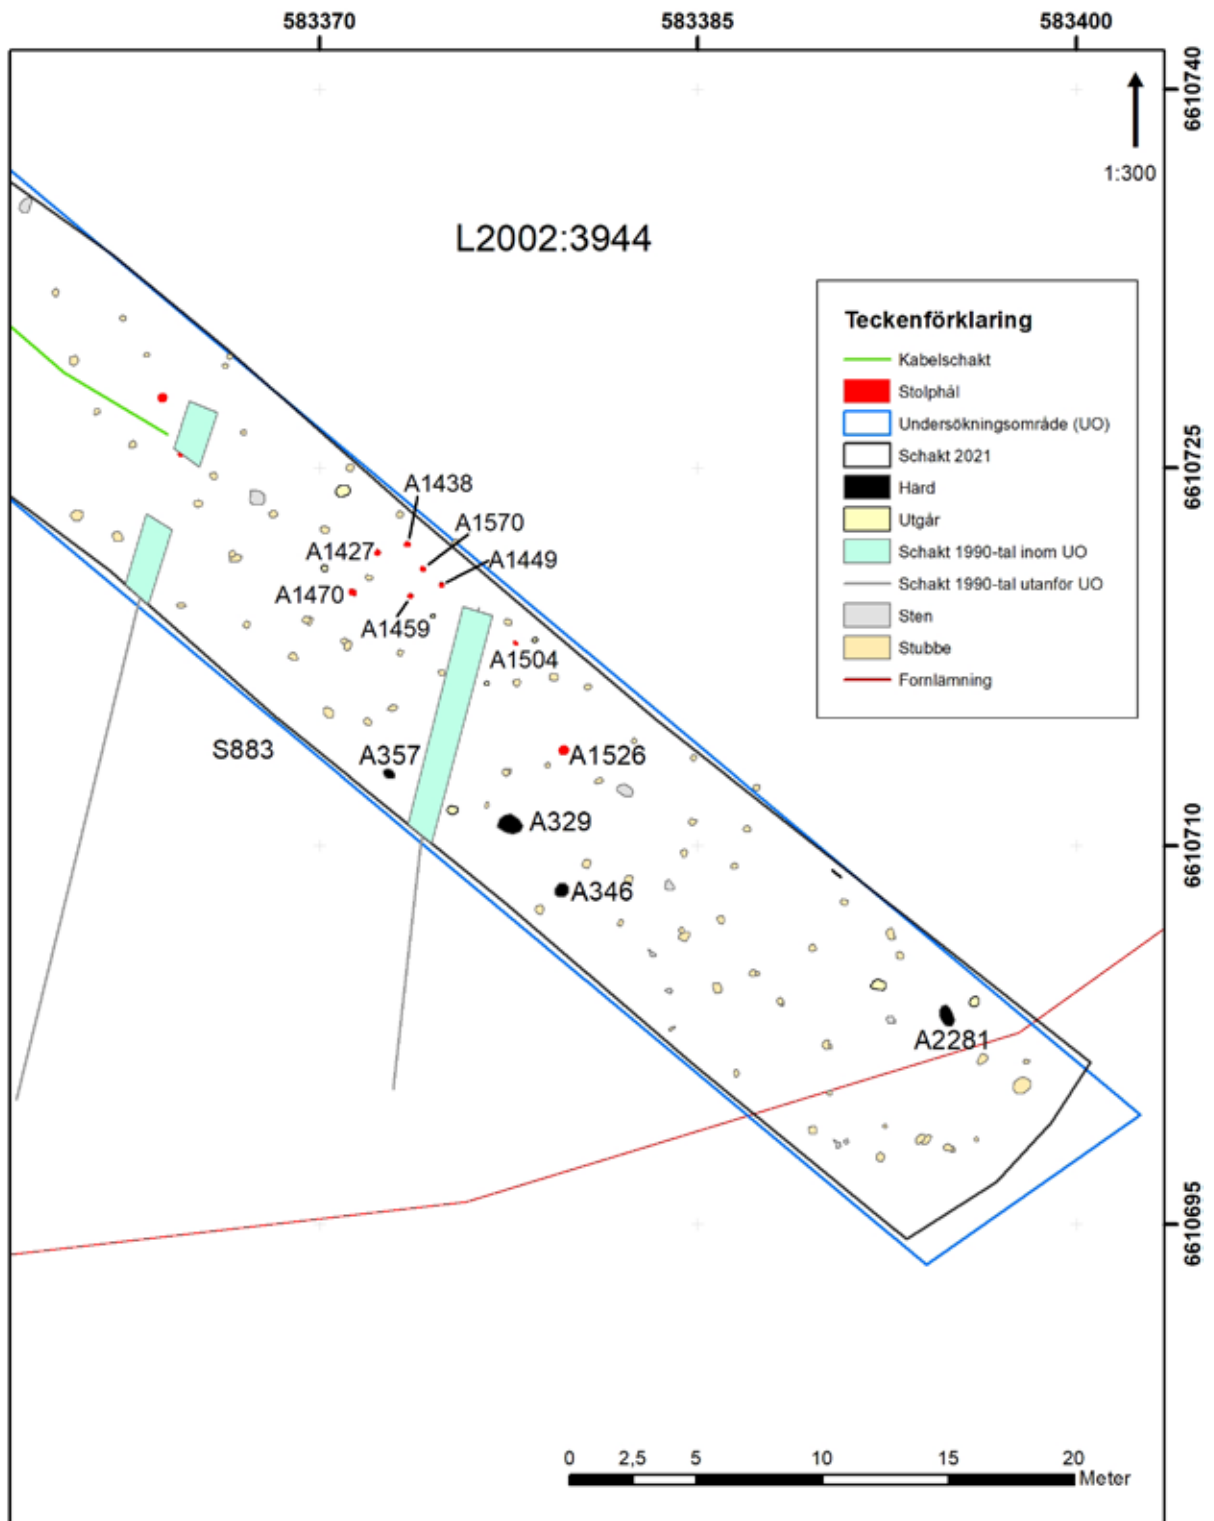 583370 583385 583400
6610740
1:300
L2002:3944
Teckenförklaring
Kabelschakt
Stolphål
Undersökningsområde (UO)
Schakt 2021
Härd
Utgår
Schakt 1990-tal inom UO
Schakt 1990-tal utanför UO
Sten
Stubbe
Fornlämning
6610725
A1438
A1570
A1427
A1449
A1470
A1459
A1504
S883
A357
A1526
A329
6610710
A346
A2281
6610695
0 2,5 5 10 15 20
Meter